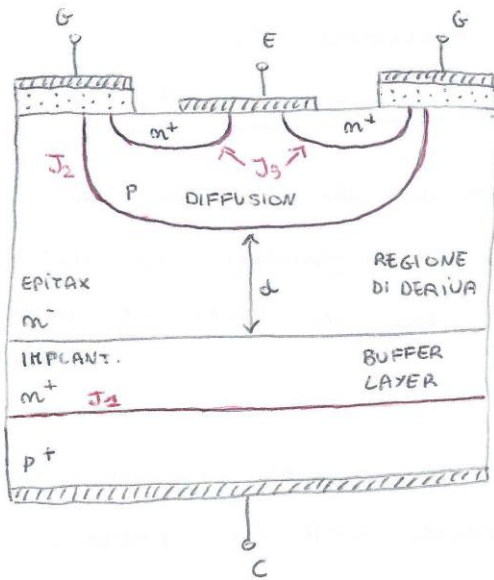 G
G
E
n+
n+
J2
J3
P
DIFFUSION
EPITAX
n-
d
REGIONE
DI DERIVA
IMPLANT.
n+
J1
BUFFER
LAYER
P+
C